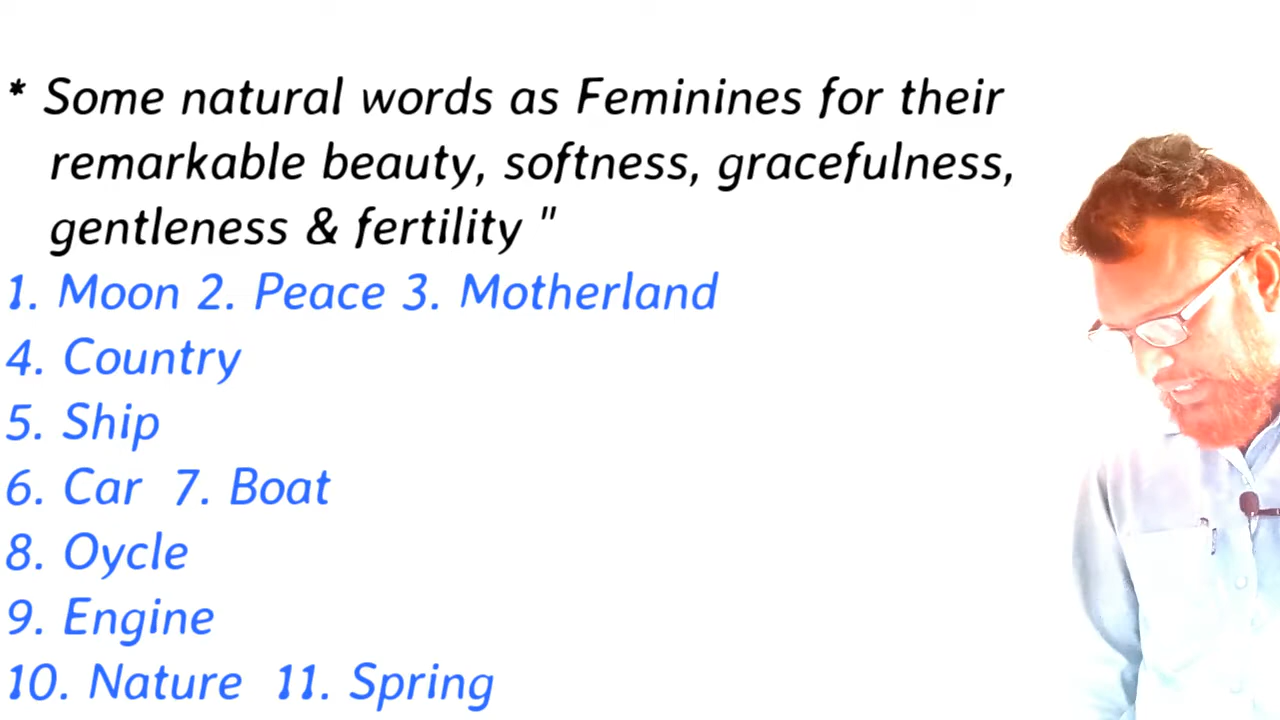 * Some natural words as Feminines for their
remarkable beauty, softness, gracefulness,
gentleness & fertility "
1. Moon 2. Peace 3. Motherland
4. Country
5. Ship
6. Car 7. Boat
8. Oycle
9. Engine
10. Nature 11. Spring